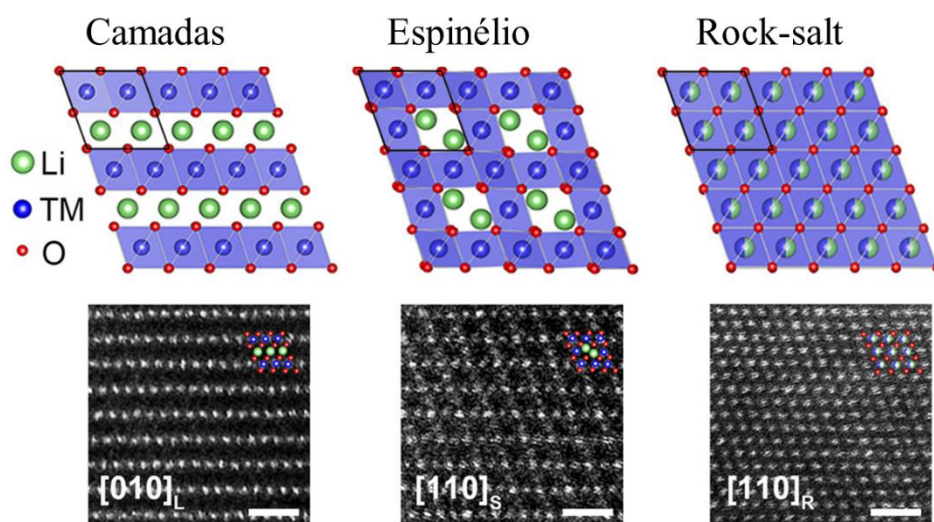 Camadas Espinélio Rock-salt
Li
TM
O
[010]L [110]S [110]R